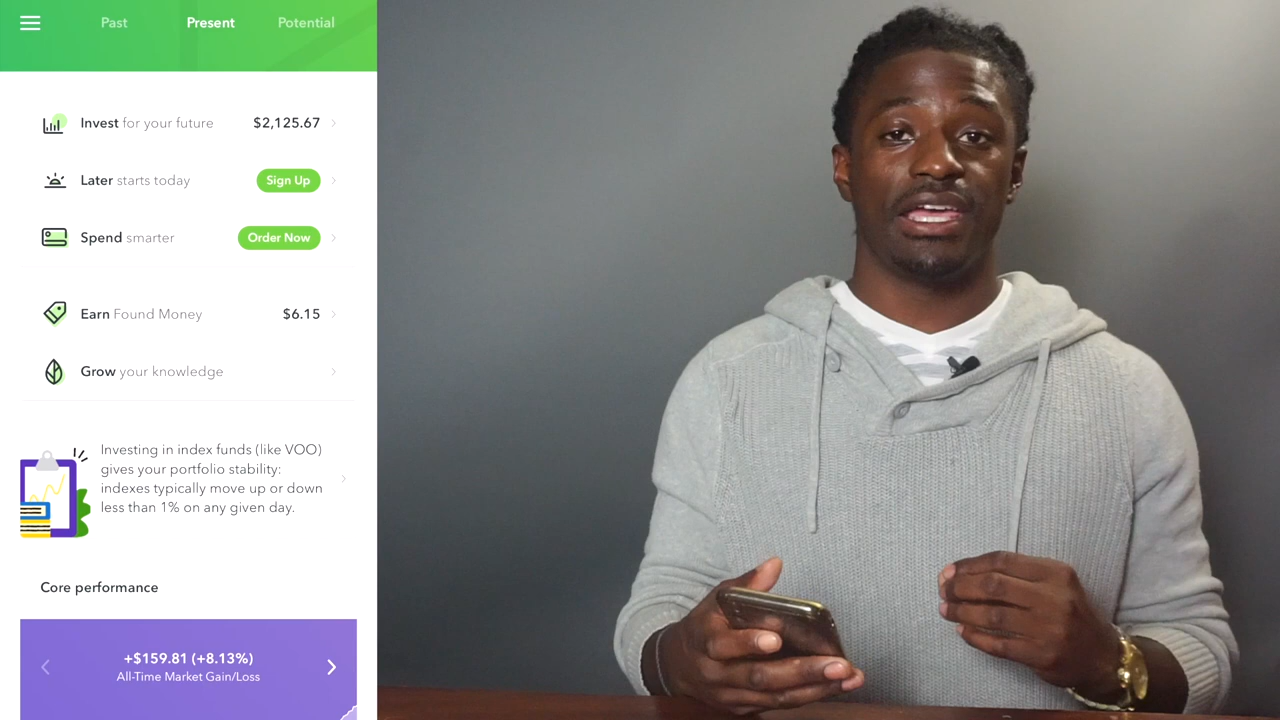 Past Present Potential
Invest for your future $2,125.67
Later starts today Sign Up
Spend smarter Order Now
Earn Found Money $6.15
Grow your knowledge
Investing in index funds (like VOO)
gives your portfolio stability:
indexes typically move up or down
less than 1% on any given day.
Core performance
+$159.81 (+8.13%)
All-Time Market Gain/Loss